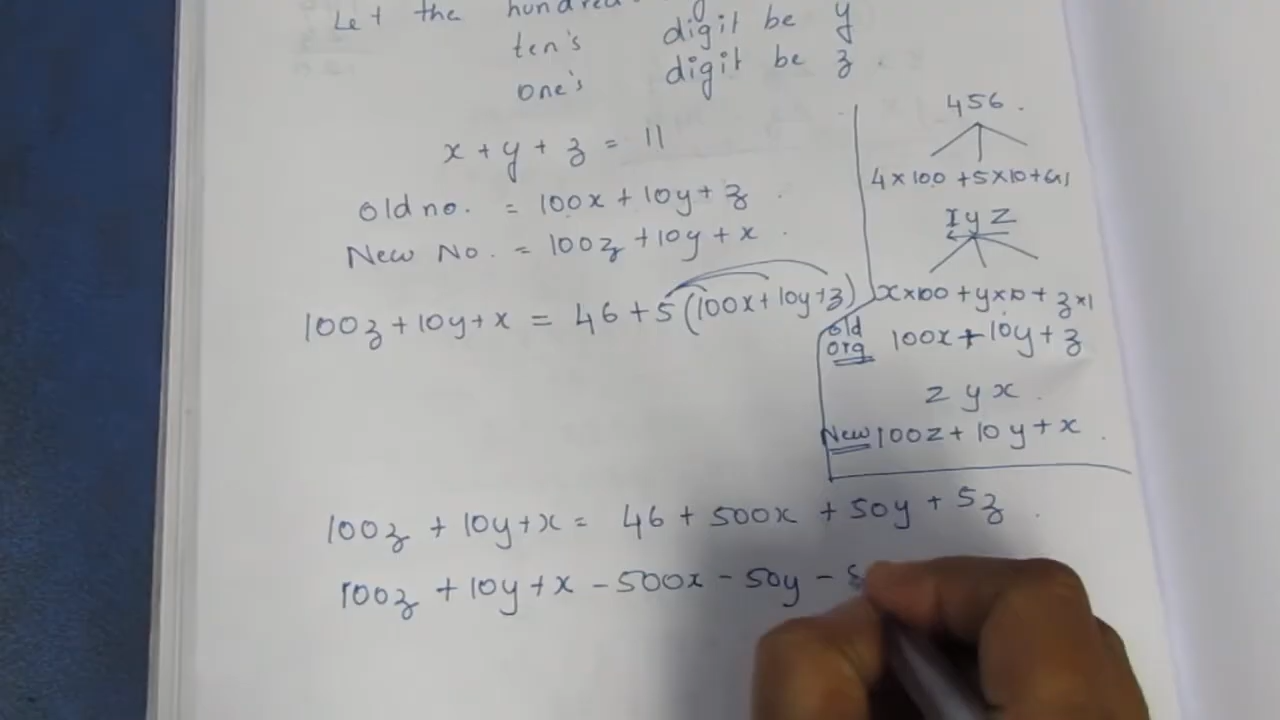 Let the hundred
ten's digit be y
one's digit be z.
x + y + z = 11
Old no. = 100x + 10y + z.
New No. = 100z + 10y + x.
100z + 10y + x = 46 + 5(100x + 10y + z)
456.
4 × 100 + 5 × 10 + 6×1
x y z
x×100 + y×10 + z×1
old
org 100x + 10y + z
z y x.
New 100z + 10y + x.
100z + 10y + x = 46 + 500x + 50y + 5z.
100z + 10y + x - 500x - 50y - 5